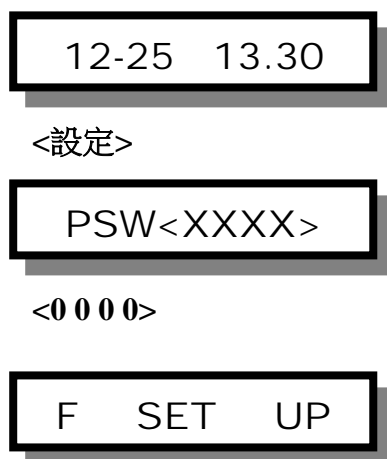 12-25 13.30
<設定>
PSW<XXXX>
<0 0 0 0>
F SET UP